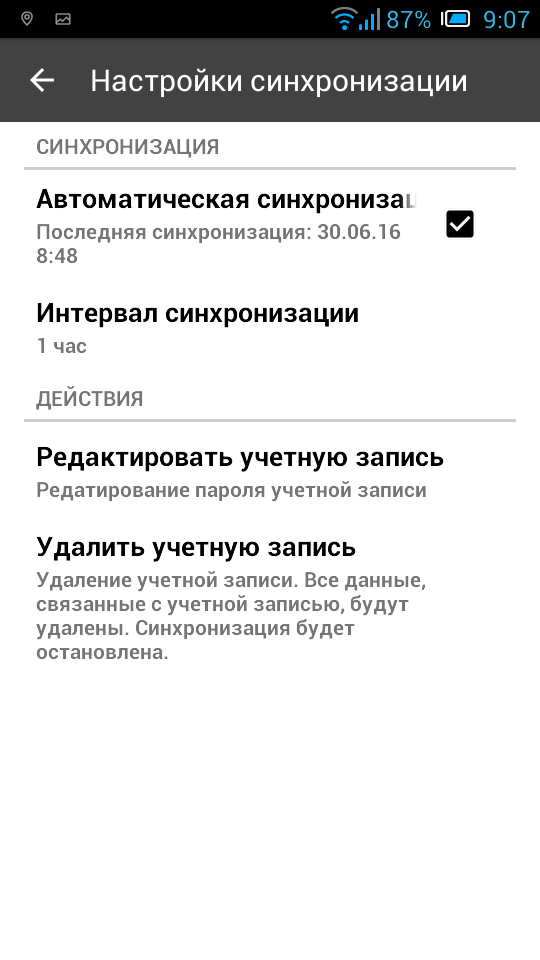 87% 9:07
Настройки синхронизации
СИНХРОНИЗАЦИЯ
Автоматическая синхронизац
Последняя синхронизация: 30.06.16
8:48
Интервал синхронизации
1 час
ДЕЙСТВИЯ
Редактировать учетную запись
Редатирование пароля учетной записи
Удалить учетную запись
Удаление учетной записи. Все данные,
связанные с учетной записью, будут
удалены. Синхронизация будет
остановлена.